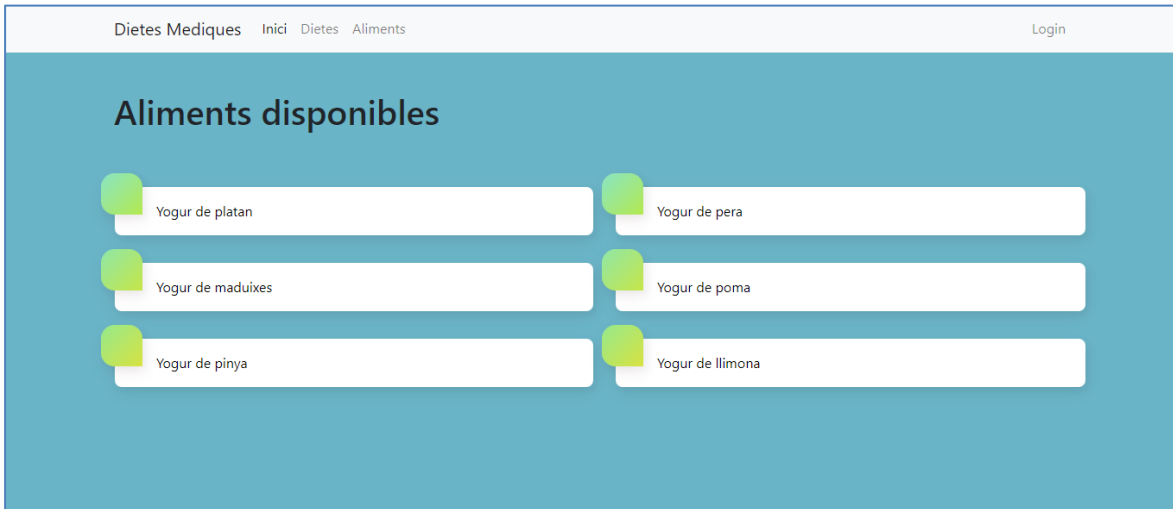 Dietes Mediques Inici Dietes Aliments Login
Aliments disponibles
Yogur de platan Yogur de pera
Yogur de maduixes Yogur de poma
Yogur de pinya Yogur de llimona